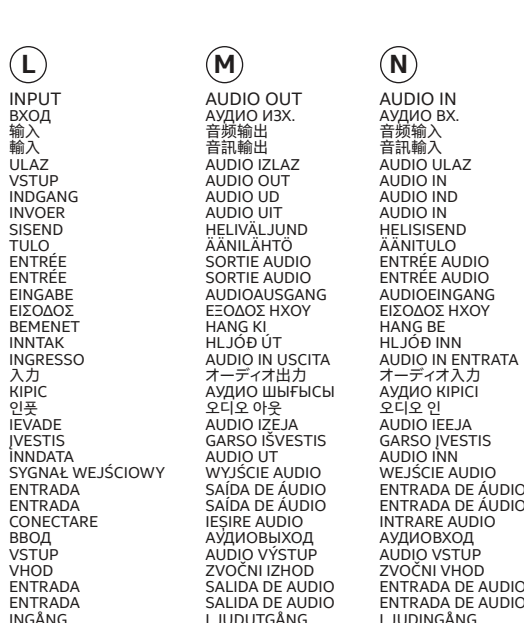 L
INPUT
ВХОД
输入
輸入
ULAZ
VSTUP
INDGANG
INVOER
SISEND
TULO
ENTRÉE
ENTRÉE
EINGABE
ΕΙΣΟΔΟΣ
BEMENET
INNTAK
INGRESSO
入力
КІРІС
인풋
IEVADE
ĮVESTIS
INNDATA
SYGNAŁ WEJŚCIOWY
ENTRADA
ENTRADA
CONECTARE
ВВОД
VSTUP
VHOD
ENTRADA
ENTRADA
INGÅNG
M
AUDIO OUT
АУДИО ИЗХ.
音频输出
音訊輸出
AUDIO IZLAZ
AUDIO OUT
AUDIO UD
AUDIO UIT
HELIVÄLJUND
ÄÄNILÄHTÖ
SORTIE AUDIO
SORTIE AUDIO
AUDIOAUSGANG
ΕΞΟΔΟΣ ΗΧΟΥ
HANG KI
HLJÓÐ ÚT
AUDIO IN USCITA
オーディオ出力
АУДИО ШЫҒЫСЫ
오디오 아웃
AUDIO IZEJA
GARSO IŠVESTIS
AUDIO UT
WYJŚCIE AUDIO
SAÍDA DE ÁUDIO
SAÍDA DE ÁUDIO
IEȘIRE AUDIO
АУДИОВЫХОД
AUDIO VÝSTUP
ZVOČNI IZHOD
SALIDA DE AUDIO
SALIDA DE AUDIO
LJUDUTGÅNG
N
AUDIO IN
АУДИО ВХ.
音频输入
音訊輸入
AUDIO ULAZ
AUDIO IN
AUDIO IND
AUDIO IN
HELISISEND
ÄÄNITULO
ENTRÉE AUDIO
ENTRÉE AUDIO
AUDIOEINGANG
ΕΙΣΟΔΟΣ ΗΧΟΥ
HANG BE
HLJÓÐ INN
AUDIO IN ENTRATA
オーディオ入力
АУДИО КІРІСІ
오디오 인
AUDIO IEEJA
GARSO ĮVESTIS
AUDIO INN
WEJŚCIE AUDIO
ENTRADA DE ÁUDIO
ENTRADA DE ÁUDIO
INTRARE AUDIO
АУДИОВХОД
AUDIO VSTUP
ZVOČNI VHOD
ENTRADA DE AUDIO
ENTRADA DE AUDIO
LJUDINGÅNG